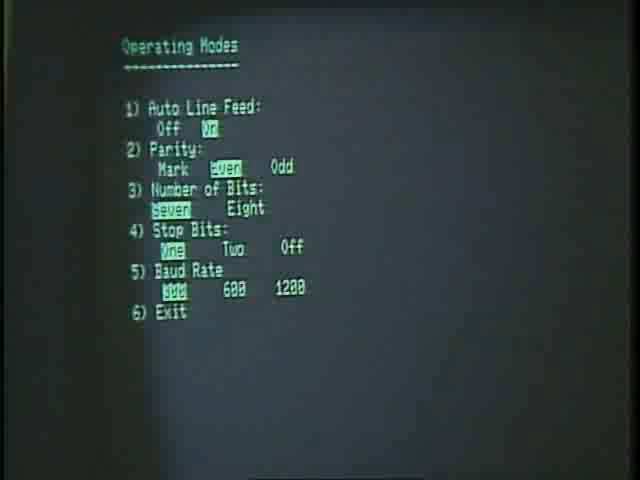 Operating Modes
1) Auto Line Feed:
Off On
2) Parity:
Mark Even Odd
3) Number of Bits:
Seven Eight
4) Stop Bits:
One Two Off
5) Baud Rate
300 600 1200
6) Exit